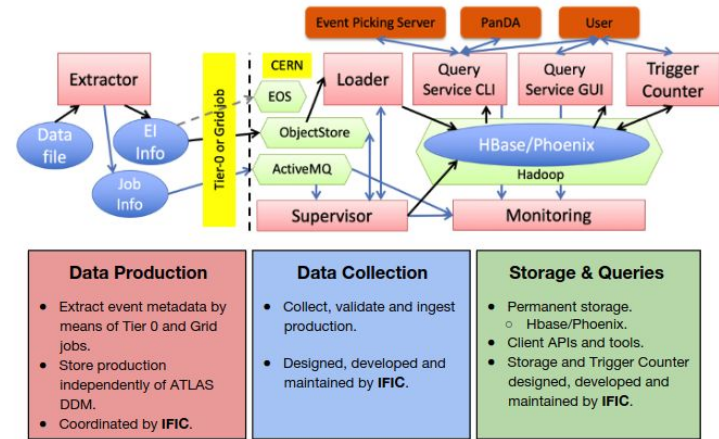 Event Picking Server
PanDA
User
Extractor
CERN
Loader
Query
Service CLI
Query
Service GUI
Trigger
Counter
EOS
Data
file
EI
Info
Tier-0 or Grid job
ObjectStore
HBase/Phoenix
Hadoop
Job
Info
ActiveMQ
Supervisor
Monitoring
Data Production
● Extract event metadata by
means of Tier 0 and Grid
jobs.
● Store production
independently of ATLAS
DDM.
● Coordinated by IFIC.
Data Collection
● Collect, validate and ingest
production.
● Designed, developed and
maintained by IFIC.
Storage & Queries
● Permanent storage.
○ Hbase/Phoenix.
● Client APIs and tools.
● Storage and Trigger Counter
designed, developed and
maintained by IFIC.